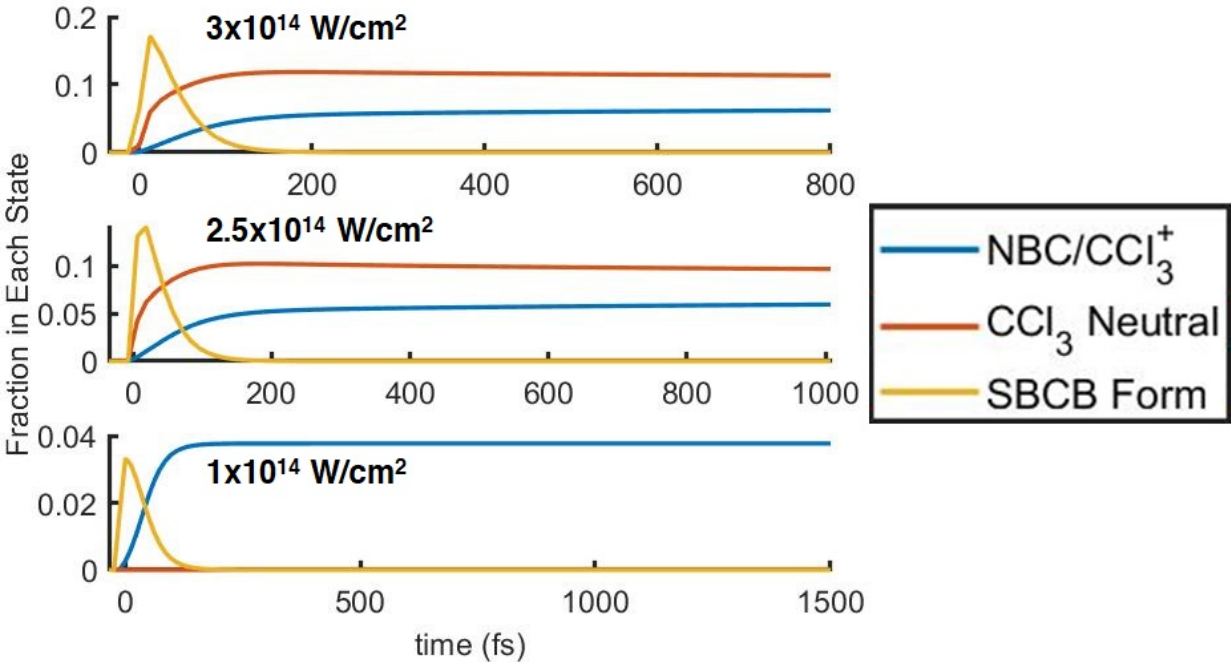 Fraction in Each State
0.2
3x10¹⁴ W/cm²
0.1
0
0 200 400 600 800
2.5x10¹⁴ W/cm²
0.1
0.05
0
0 200 400 600 800 1000
0.04
1x10¹⁴ W/cm²
0.02
0
0 500 1000 1500
time (fs)
NBC/CCl₃⁺
CCl₃ Neutral
SBCB Form